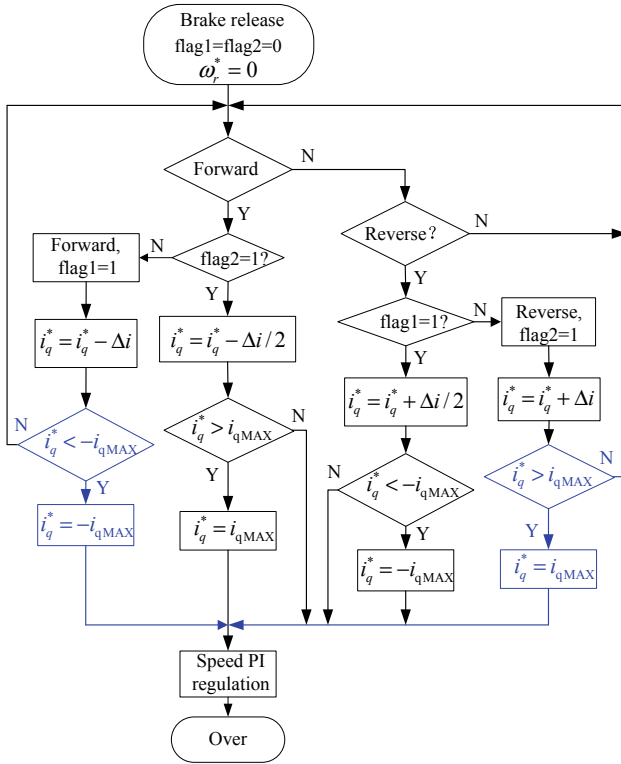 Brake release
flag1=flag2=0
ω_r^* = 0
Forward
N
Y
Reverse?
N
Y
Forward,
flag1=1
N
flag2=1?
Y
flag1=1?
N
Y
Reverse,
flag2=1
i_q^* = i_q^* − Δi
i_q^* = i_q^* − Δi / 2
i_q^* = i_q^* + Δi / 2
i_q^* = i_q^* + Δi
N
i_q^* < −i_qMAX
Y
i_q^* > i_qMAX
N
Y
N
i_q^* < −i_qMAX
Y
i_q^* > i_qMAX
N
Y
i_q^* = −i_qMAX
i_q^* = i_qMAX
i_q^* = −i_qMAX
i_q^* = i_qMAX
Speed PI
regulation
Over